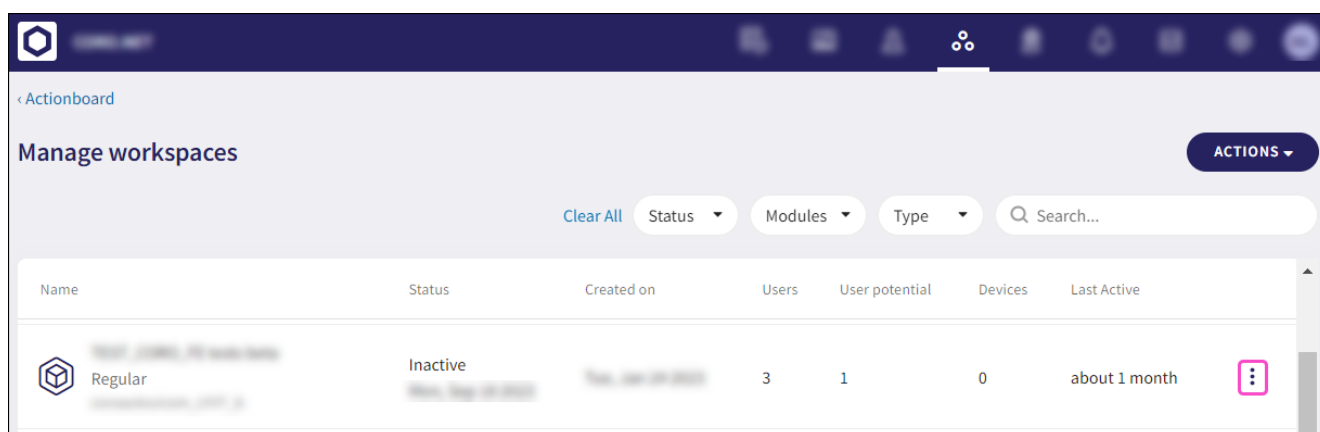 ‹ Actionboard
Manage workspaces
ACTIONS
Clear All Status Modules Type Search...
Name Status Created on Users User potential Devices Last Active
Inactive
Regular 3 1 0 about 1 month